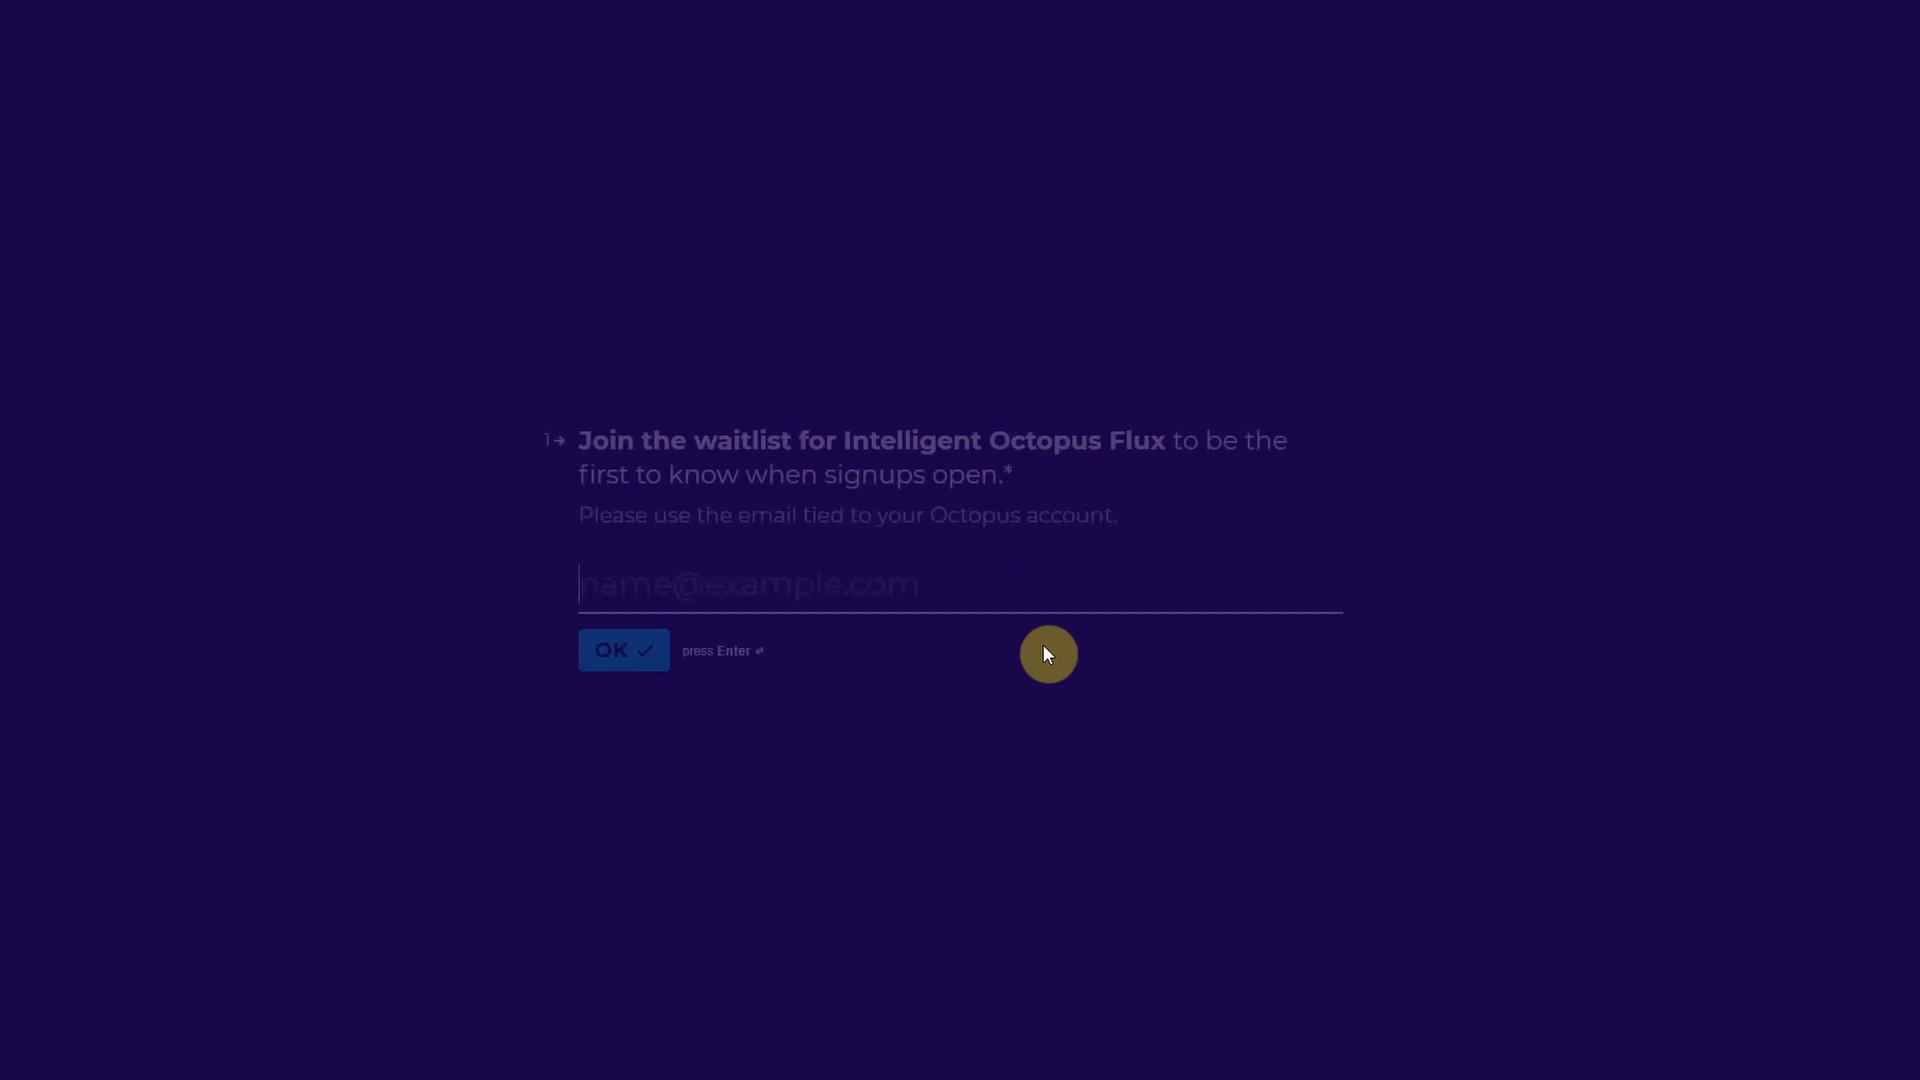 1→ Join the waitlist for Intelligent Octopus Flux to be the
first to know when signups open.*
Please use the email tied to your Octopus account.
name@example.com
OK ✓ press Enter ↵